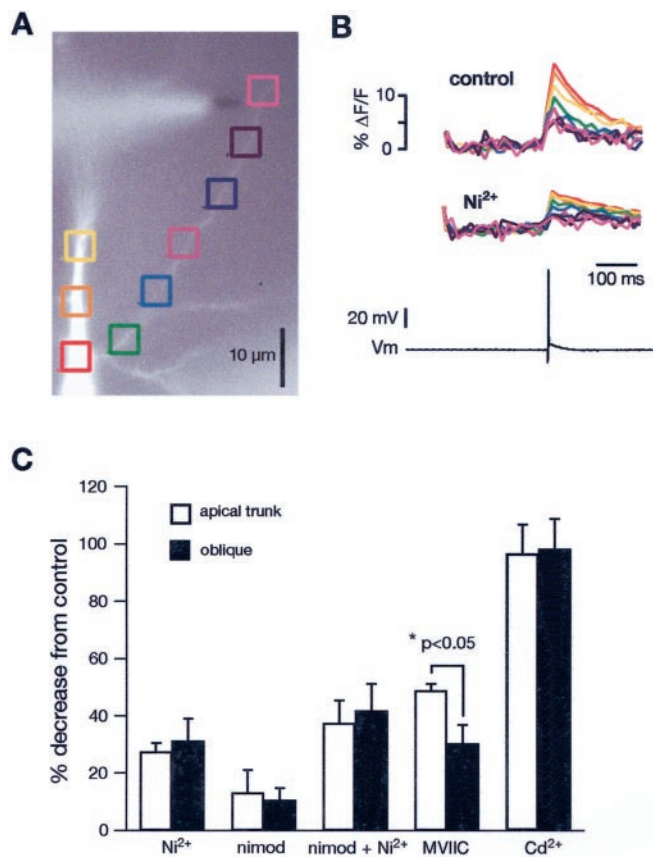 A
10 µm
B
control
10
0
% ΔF/F
Ni²⁺
100 ms
20 mV
Vm
C
120
100
80
60
40
20
0
% decrease from control
apical trunk
oblique
* p<0.05
Ni²⁺ nimod nimod + Ni²⁺ MVIIC Cd²⁺